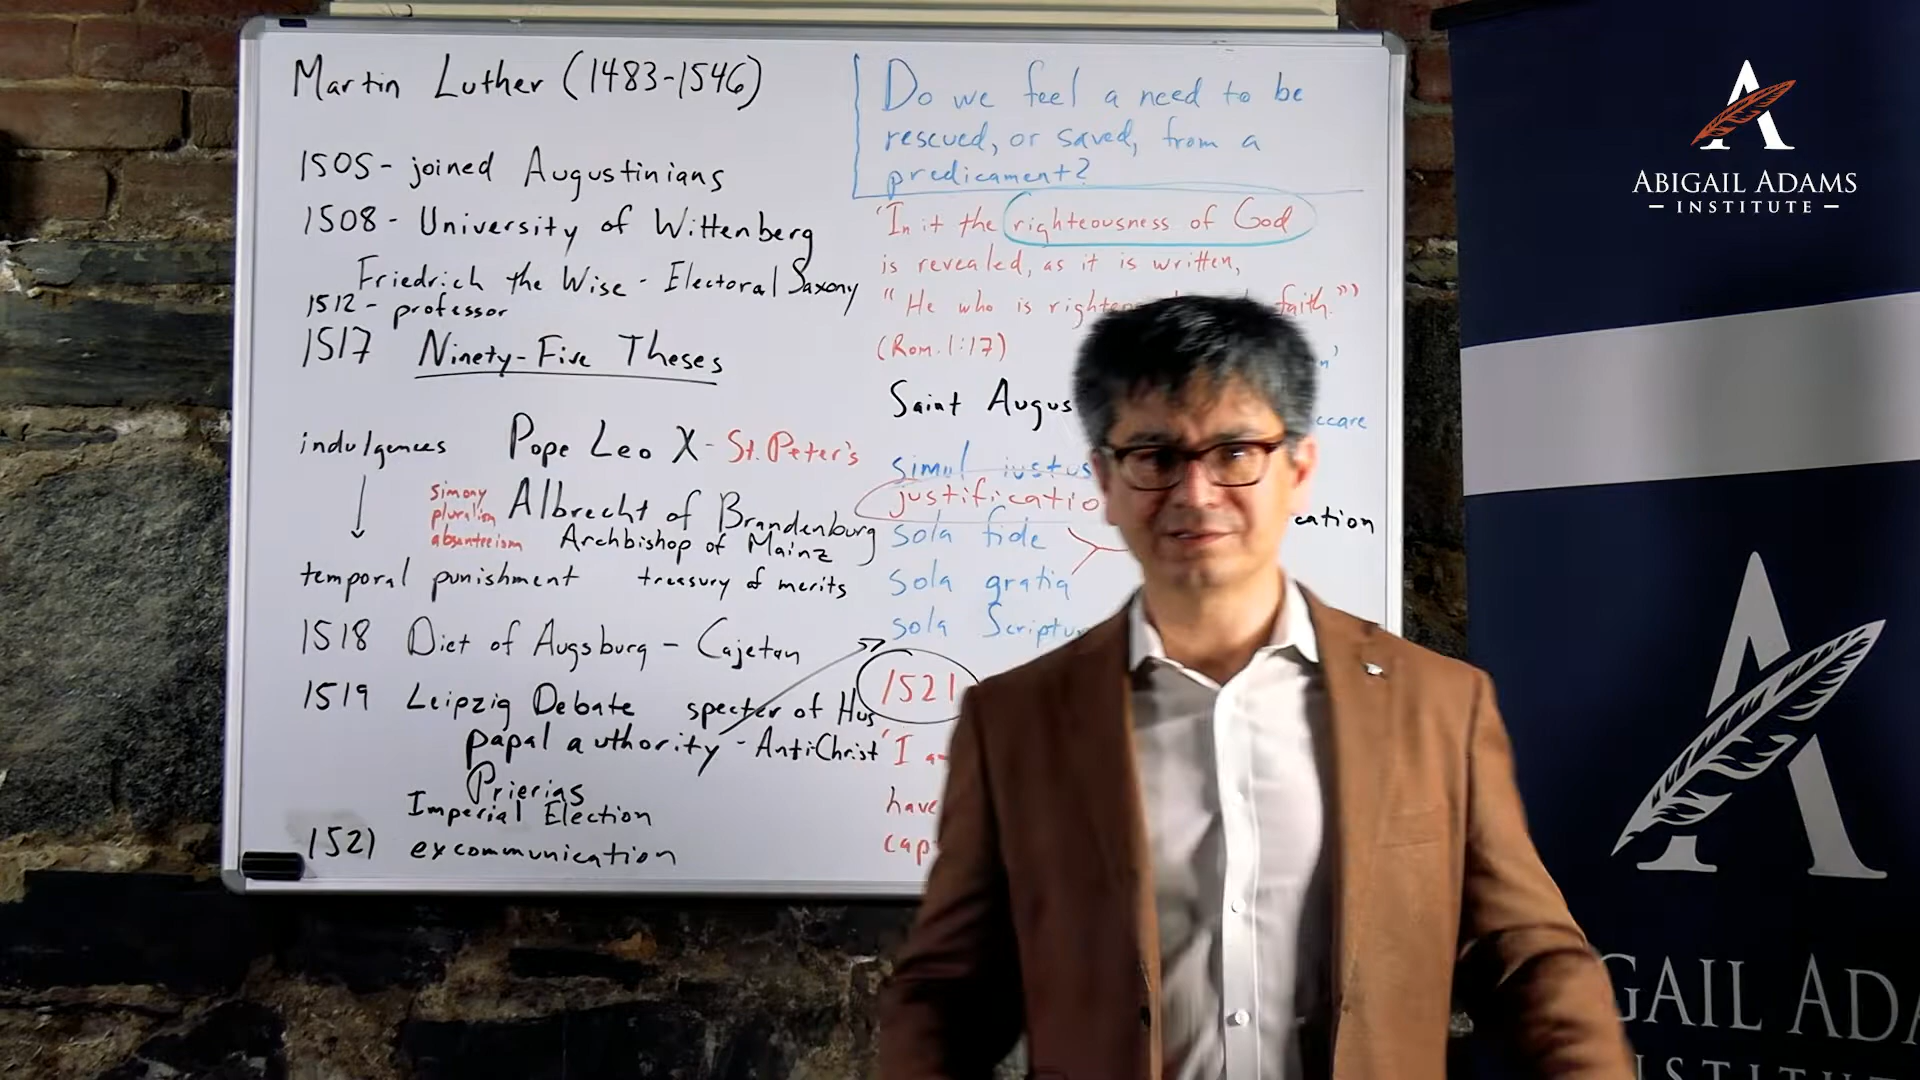 Martin Luther (1483-1546)
1505 - joined Augustinians
1508 - University of Wittenberg
Friedrich the Wise - Electoral Saxony
1512 - professor
1517 Ninety-Five Theses
indulgences Pope Leo X - St. Peter's
simony
pluralism
absenteeism
Albrecht of Brandenburg
Archbishop of Mainz
temporal punishment treasury of merits
1518 Diet of Augsburg - Cajetan
1519 Leipzig Debate specter of Hus
papal authority - AntiChrist
Prierias
Imperial Election
1521 excommunication
Do we feel a need to be
rescued, or saved, from a
predicament?
'In it the righteousness of God
is revealed, as it is written,
"He who is faith."'
(Rom. 1:17)
Saint
simul iustus
sola fide
sola gratia
sola
1521
'I
have
ABIGAIL ADAMS
INSTITUTE